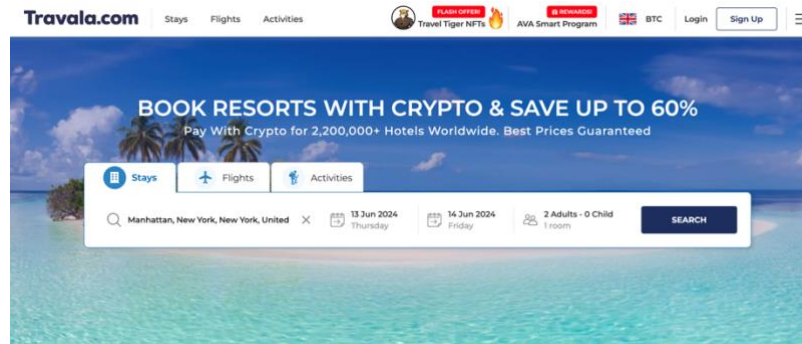 Travala.com
Stays
Flights
Activities
FLASH OFFER!
Travel Tiger NFTs
REWARDS!
AVA Smart Program
BTC
Login
Sign Up
BOOK RESORTS WITH CRYPTO & SAVE UP TO 60%
Pay With Crypto for 2,200,000+ Hotels Worldwide. Best Prices Guaranteed
Stays
Flights
Activities
Manhattan, New York, New York, United
13 Jun 2024
Thursday
14 Jun 2024
Friday
2 Adults - 0 Child
1 room
SEARCH